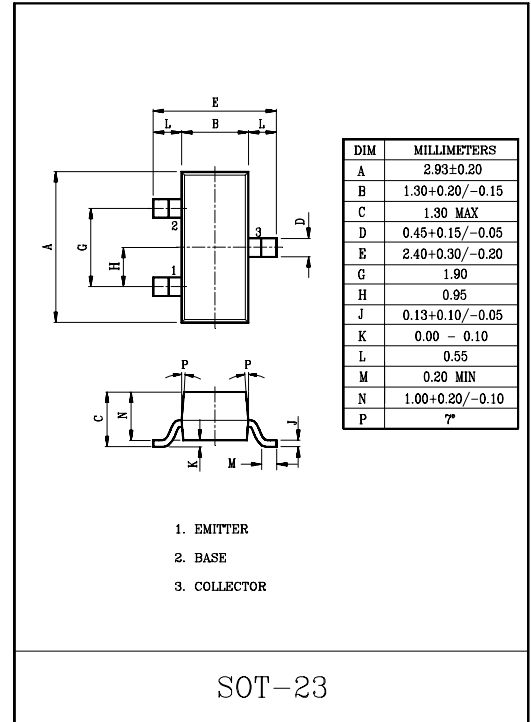 E
L B L
A
G
H
2
1
3
D
DIM MILLIMETERS
A 2.93±0.20
B 1.30+0.20/-0.15
C 1.30 MAX
D 0.45+0.15/-0.05
E 2.40+0.30/-0.20
G 1.90
H 0.95
J 0.13+0.10/-0.05
K 0.00 - 0.10
L 0.55
M 0.20 MIN
N 1.00+0.20/-0.10
P 7°
P P
C
N
K
M
J
1. EMITTER
2. BASE
3. COLLECTOR
SOT-23